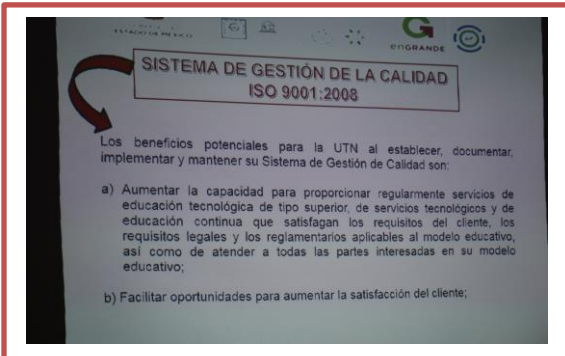 ESTADO DE MÉXICO
enGRANDE
SISTEMA DE GESTIÓN DE LA CALIDAD
ISO 9001:2008
Los beneficios potenciales para la UTN al establecer, documentar,
implementar y mantener su Sistema de Gestión de Calidad son:
a) Aumentar la capacidad para proporcionar regularmente servicios de
educación tecnológica de tipo superior, de servicios tecnológicos y de
educación continua que satisfagan los requisitos del cliente, los
requisitos legales y los reglamentarios aplicables al modelo educativo,
así como de atender a todas las partes interesadas en su modelo
educativo;
b) Facilitar oportunidades para aumentar la satisfacción del cliente;